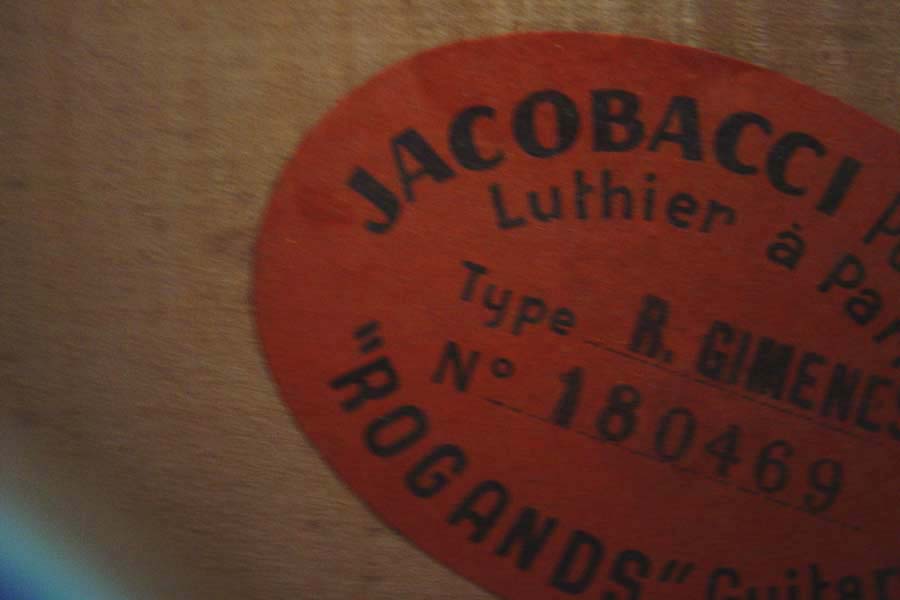 JACOBACCI
Luthier à
Type R. GIMENES
N° 180469
"ROGANDS"